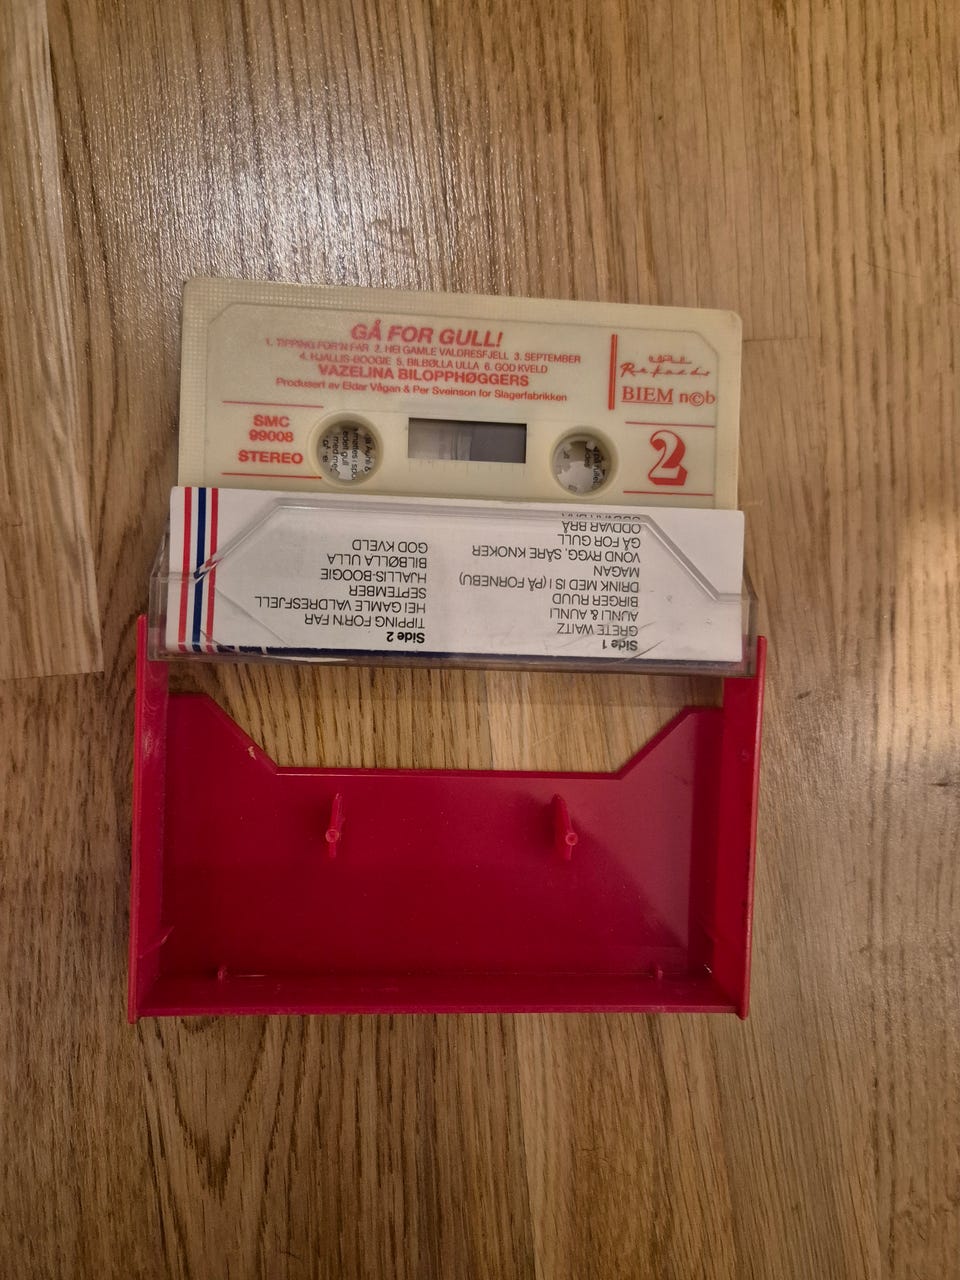 GÅ FOR GULL!
1. TIPPING FOR'N FAR 2. HEI GAMLE VALDRESFJELL 3. SEPTEMBER
4. HJALLIS-BOOGIE 5. BILBØLLA ULLA 6. GOD KVELD
VAZELINA BILOPPHØGGERS
Produsert av Eldar Vågan & Per Sveinson for Slagerfabrikken
Rekords
BIEM n©b
SMC
99008
STEREO
2
Side 1
GRETE WAITZ
AUNLI & AUNLI
BIRGER RUUD
DRINK MED SI I (PÅ FORNEBU)
MAGAN
VOND RYGG, SÅRE KNOKER
GÅ FOR GULL
ODDVAR BRÅ
Side 2
TIPPING FOR'N FAR
HEI GAMLE VALDRESFJELL
SEPTEMBER
HJALLIS-BOOGIE
BILBØLLA ULLA
GOD KVELD